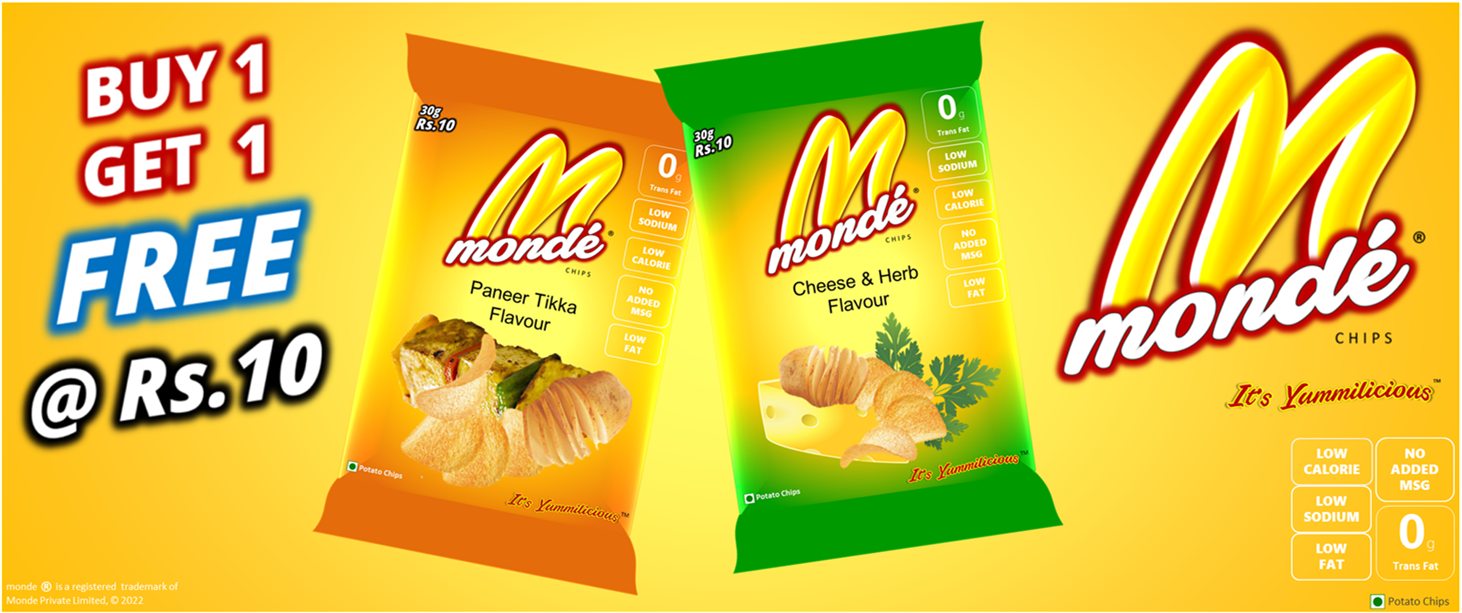 BUY 1
GET 1
FREE
@ Rs.10
30g
Rs.10
mondé ®
CHIPS
Paneer Tikka
Flavour
0g
Trans Fat
LOW
SODIUM
LOW
CALORIE
NO
ADDED
MSG
LOW
FAT
Potato Chips
It's Yummilicious™
30g
Rs.10
mondé ®
CHIPS
Cheese & Herb
Flavour
0g
Trans Fat
LOW
SODIUM
LOW
CALORIE
NO
ADDED
MSG
LOW
FAT
Potato Chips
It's Yummilicious™
M
mondé ®
CHIPS
It's Yummilicious™
LOW
CALORIE
LOW
SODIUM
LOW
FAT
NO
ADDED
MSG
0g
Trans Fat
Potato Chips
monde ® is a registered trademark of
Monde Private Limited, © 2022